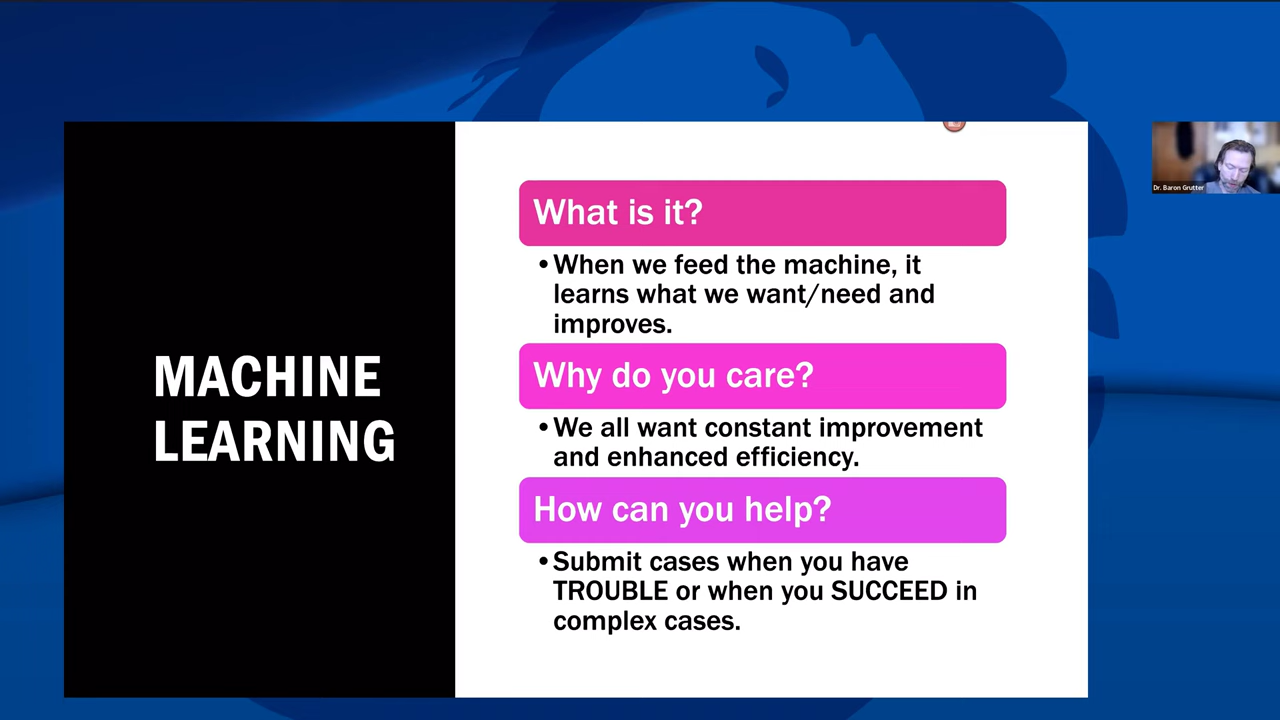 MACHINE
LEARNING
What is it?
•When we feed the machine, it
learns what we want/need and
improves.
Why do you care?
•We all want constant improvement
and enhanced efficiency.
How can you help?
•Submit cases when you have
TROUBLE or when you SUCCEED in
complex cases.
Dr. Baron Grutter